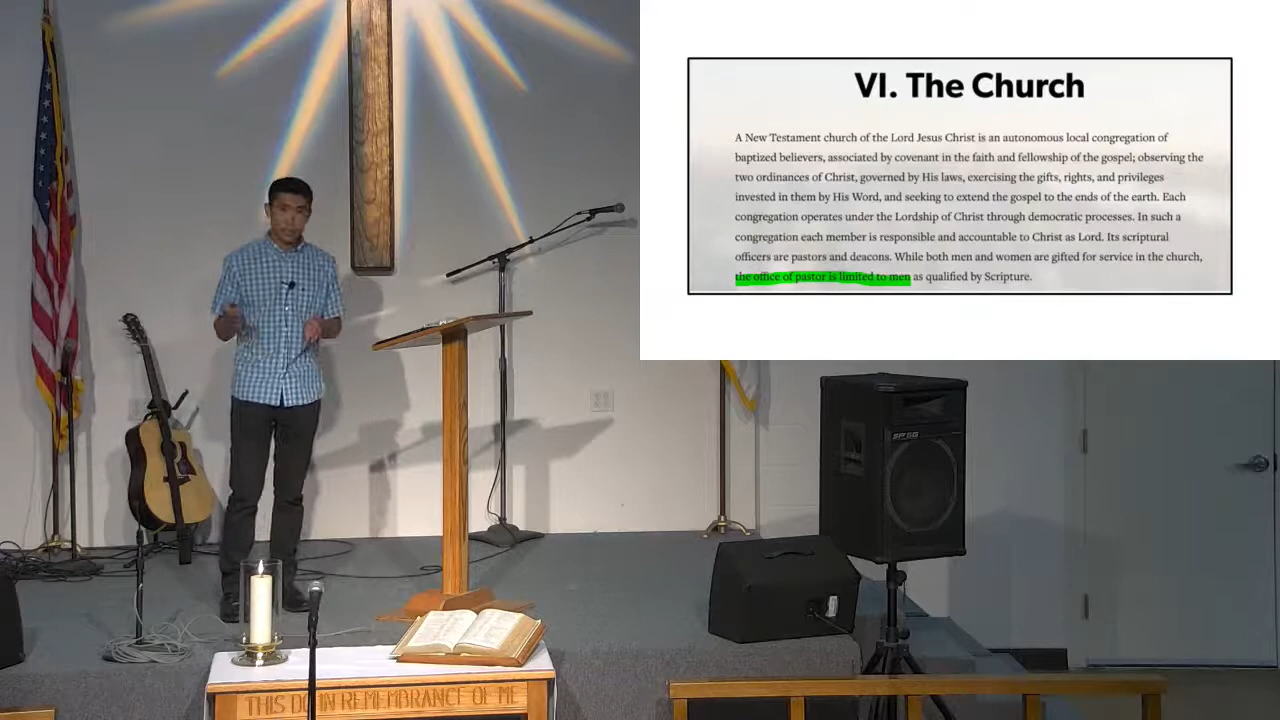 VI. The Church
A New Testament church of the Lord Jesus Christ is an autonomous local congregation of
baptized believers, associated by covenant in the faith and fellowship of the gospel; observing the
two ordinances of Christ, governed by His laws, exercising the gifts, rights, and privileges
invested in them by His Word, and seeking to extend the gospel to the ends of the earth. Each
congregation operates under the Lordship of Christ through democratic processes. In such a
congregation each member is responsible and accountable to Christ as Lord. Its scriptural
officers are pastors and deacons. While both men and women are gifted for service in the church,
the office of pastor is limited to men as qualified by Scripture.
THIS DO IN REMEMBRANCE OF ME